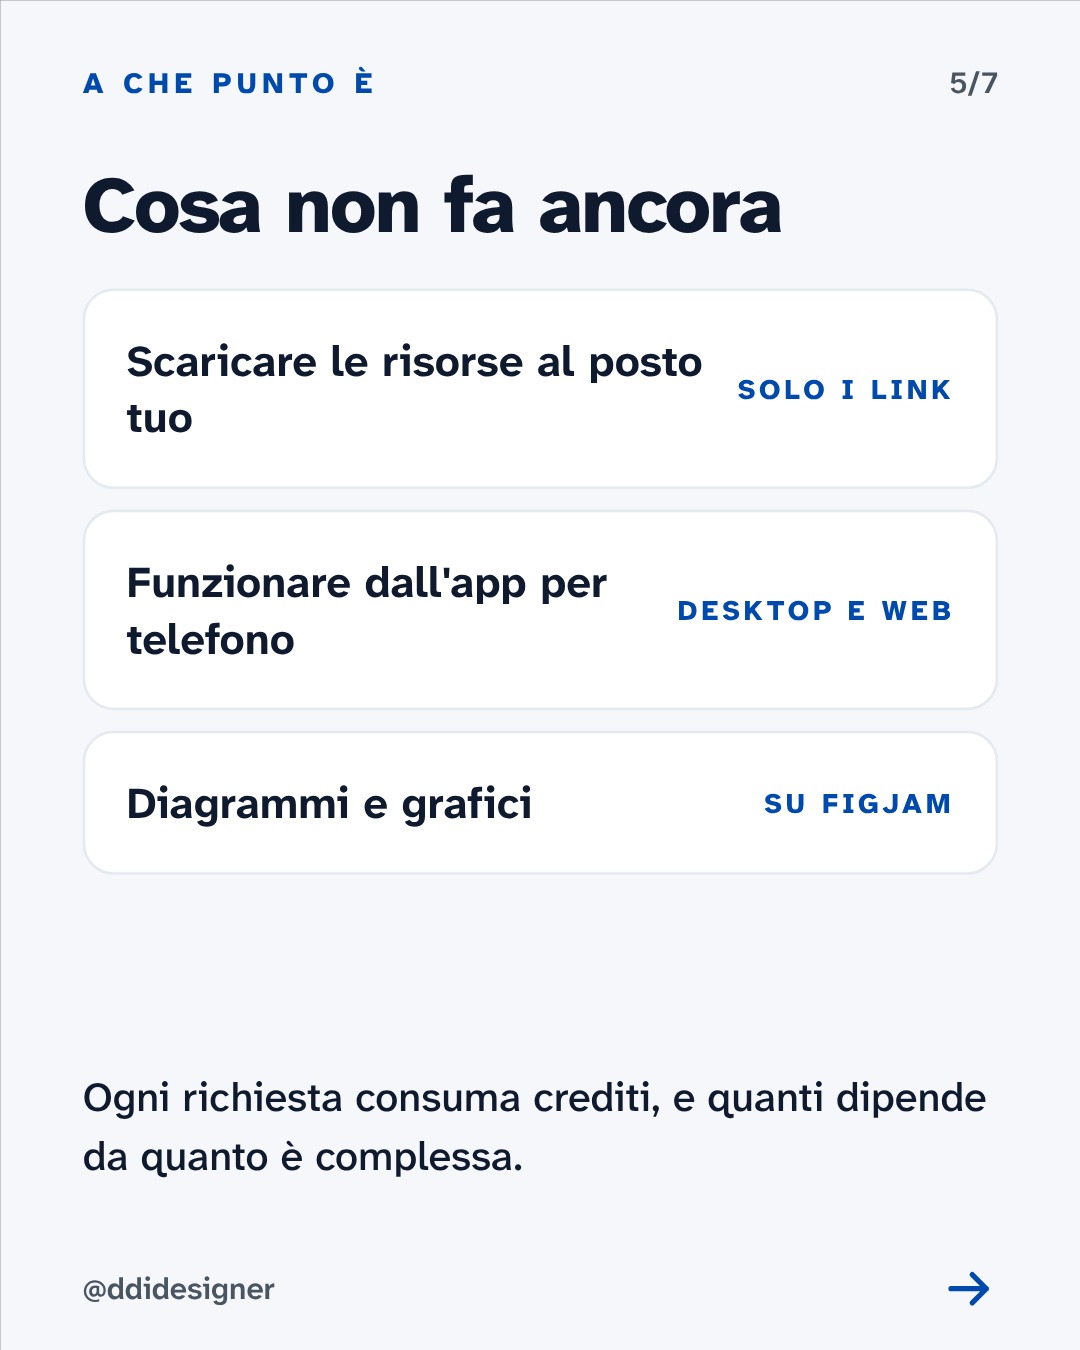 A CHE PUNTO È
5/7
Cosa non fa ancora
Scaricare le risorse al posto
tuo
SOLO I LINK
Funzionare dall'app per
telefono
DESKTOP E WEB
Diagrammi e grafici
SU FIGJAM
Ogni richiesta consuma crediti, e quanti dipende
da quanto è complessa.
@ddidesigner